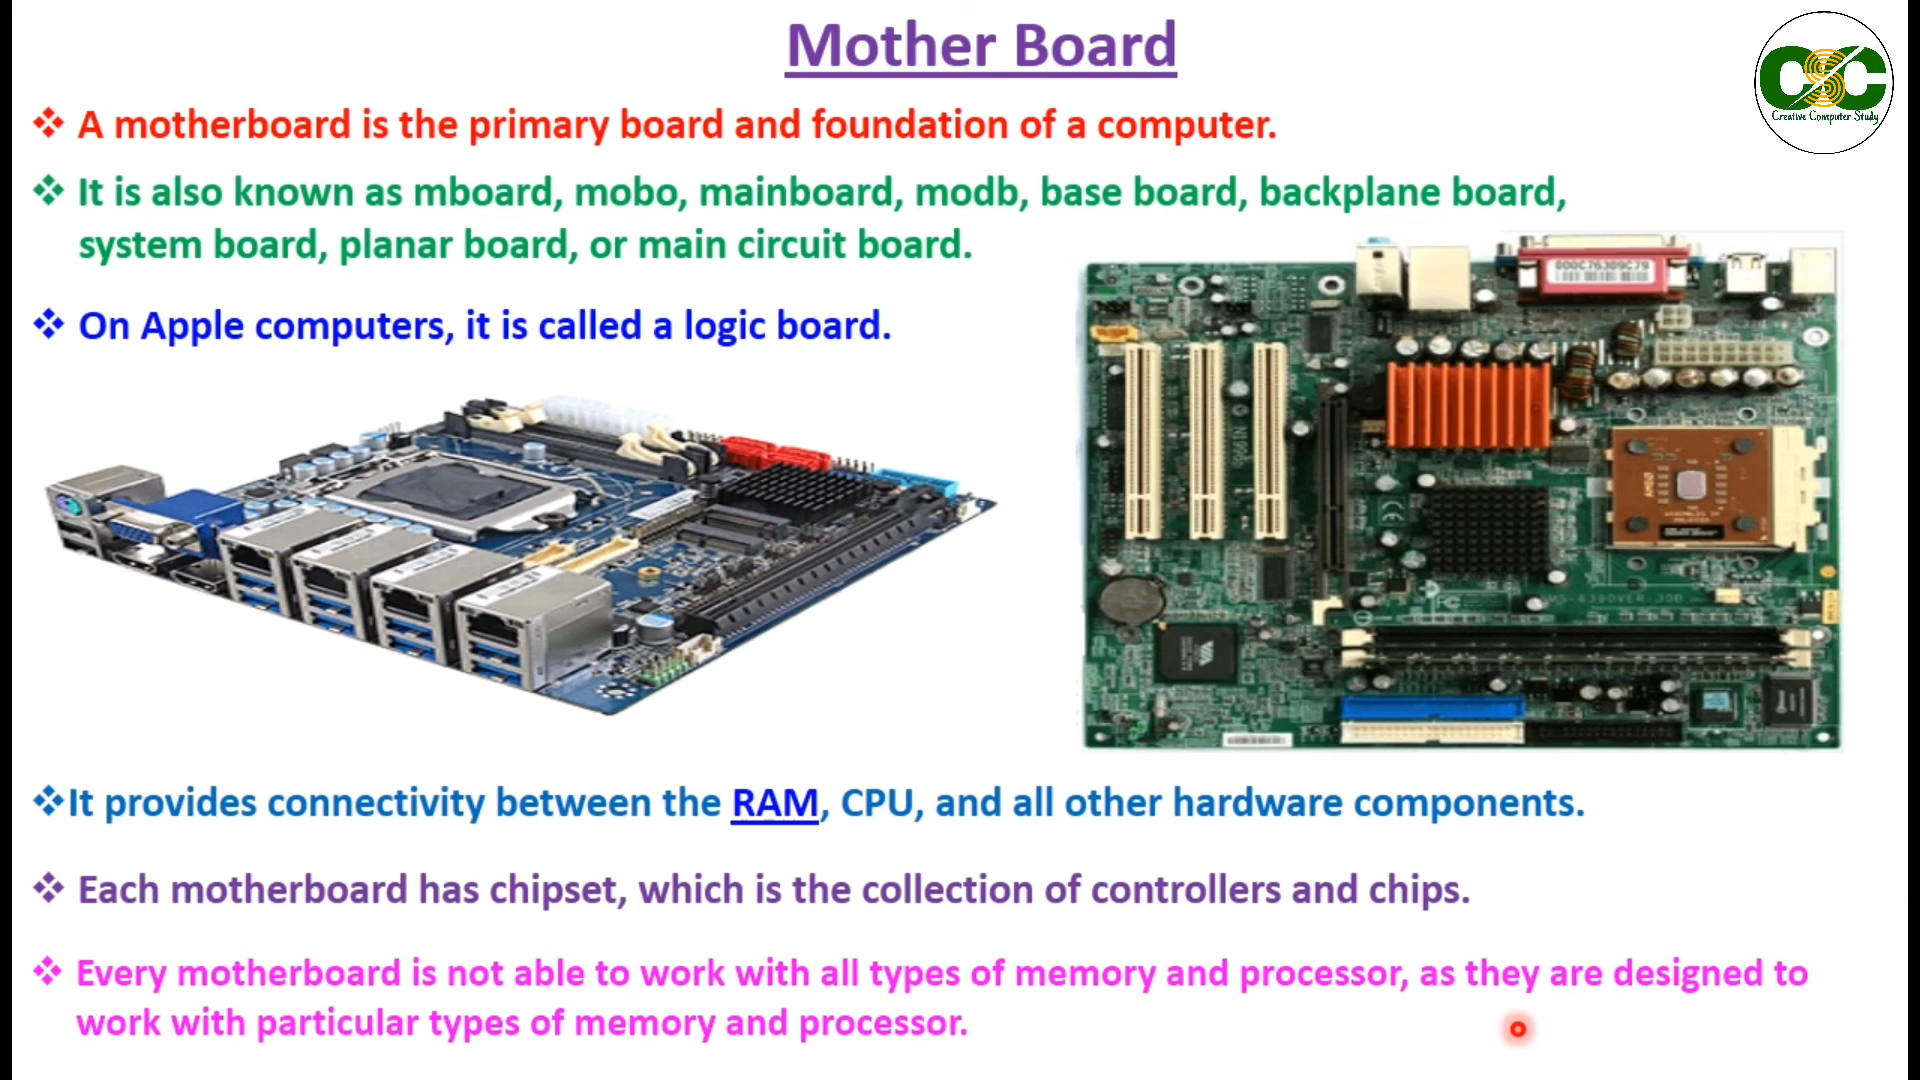 Mother Board
CSC
Creative Computer Study
❖ A motherboard is the primary board and foundation of a computer.
❖ It is also known as mboard, mobo, mainboard, modb, base board, backplane board,
system board, planar board, or main circuit board.
❖ On Apple computers, it is called a logic board.
000C763D9C79
AMD
VIA
❖It provides connectivity between the RAM, CPU, and all other hardware components.
❖ Each motherboard has chipset, which is the collection of controllers and chips.
❖ Every motherboard is not able to work with all types of memory and processor, as they are designed to
work with particular types of memory and processor.